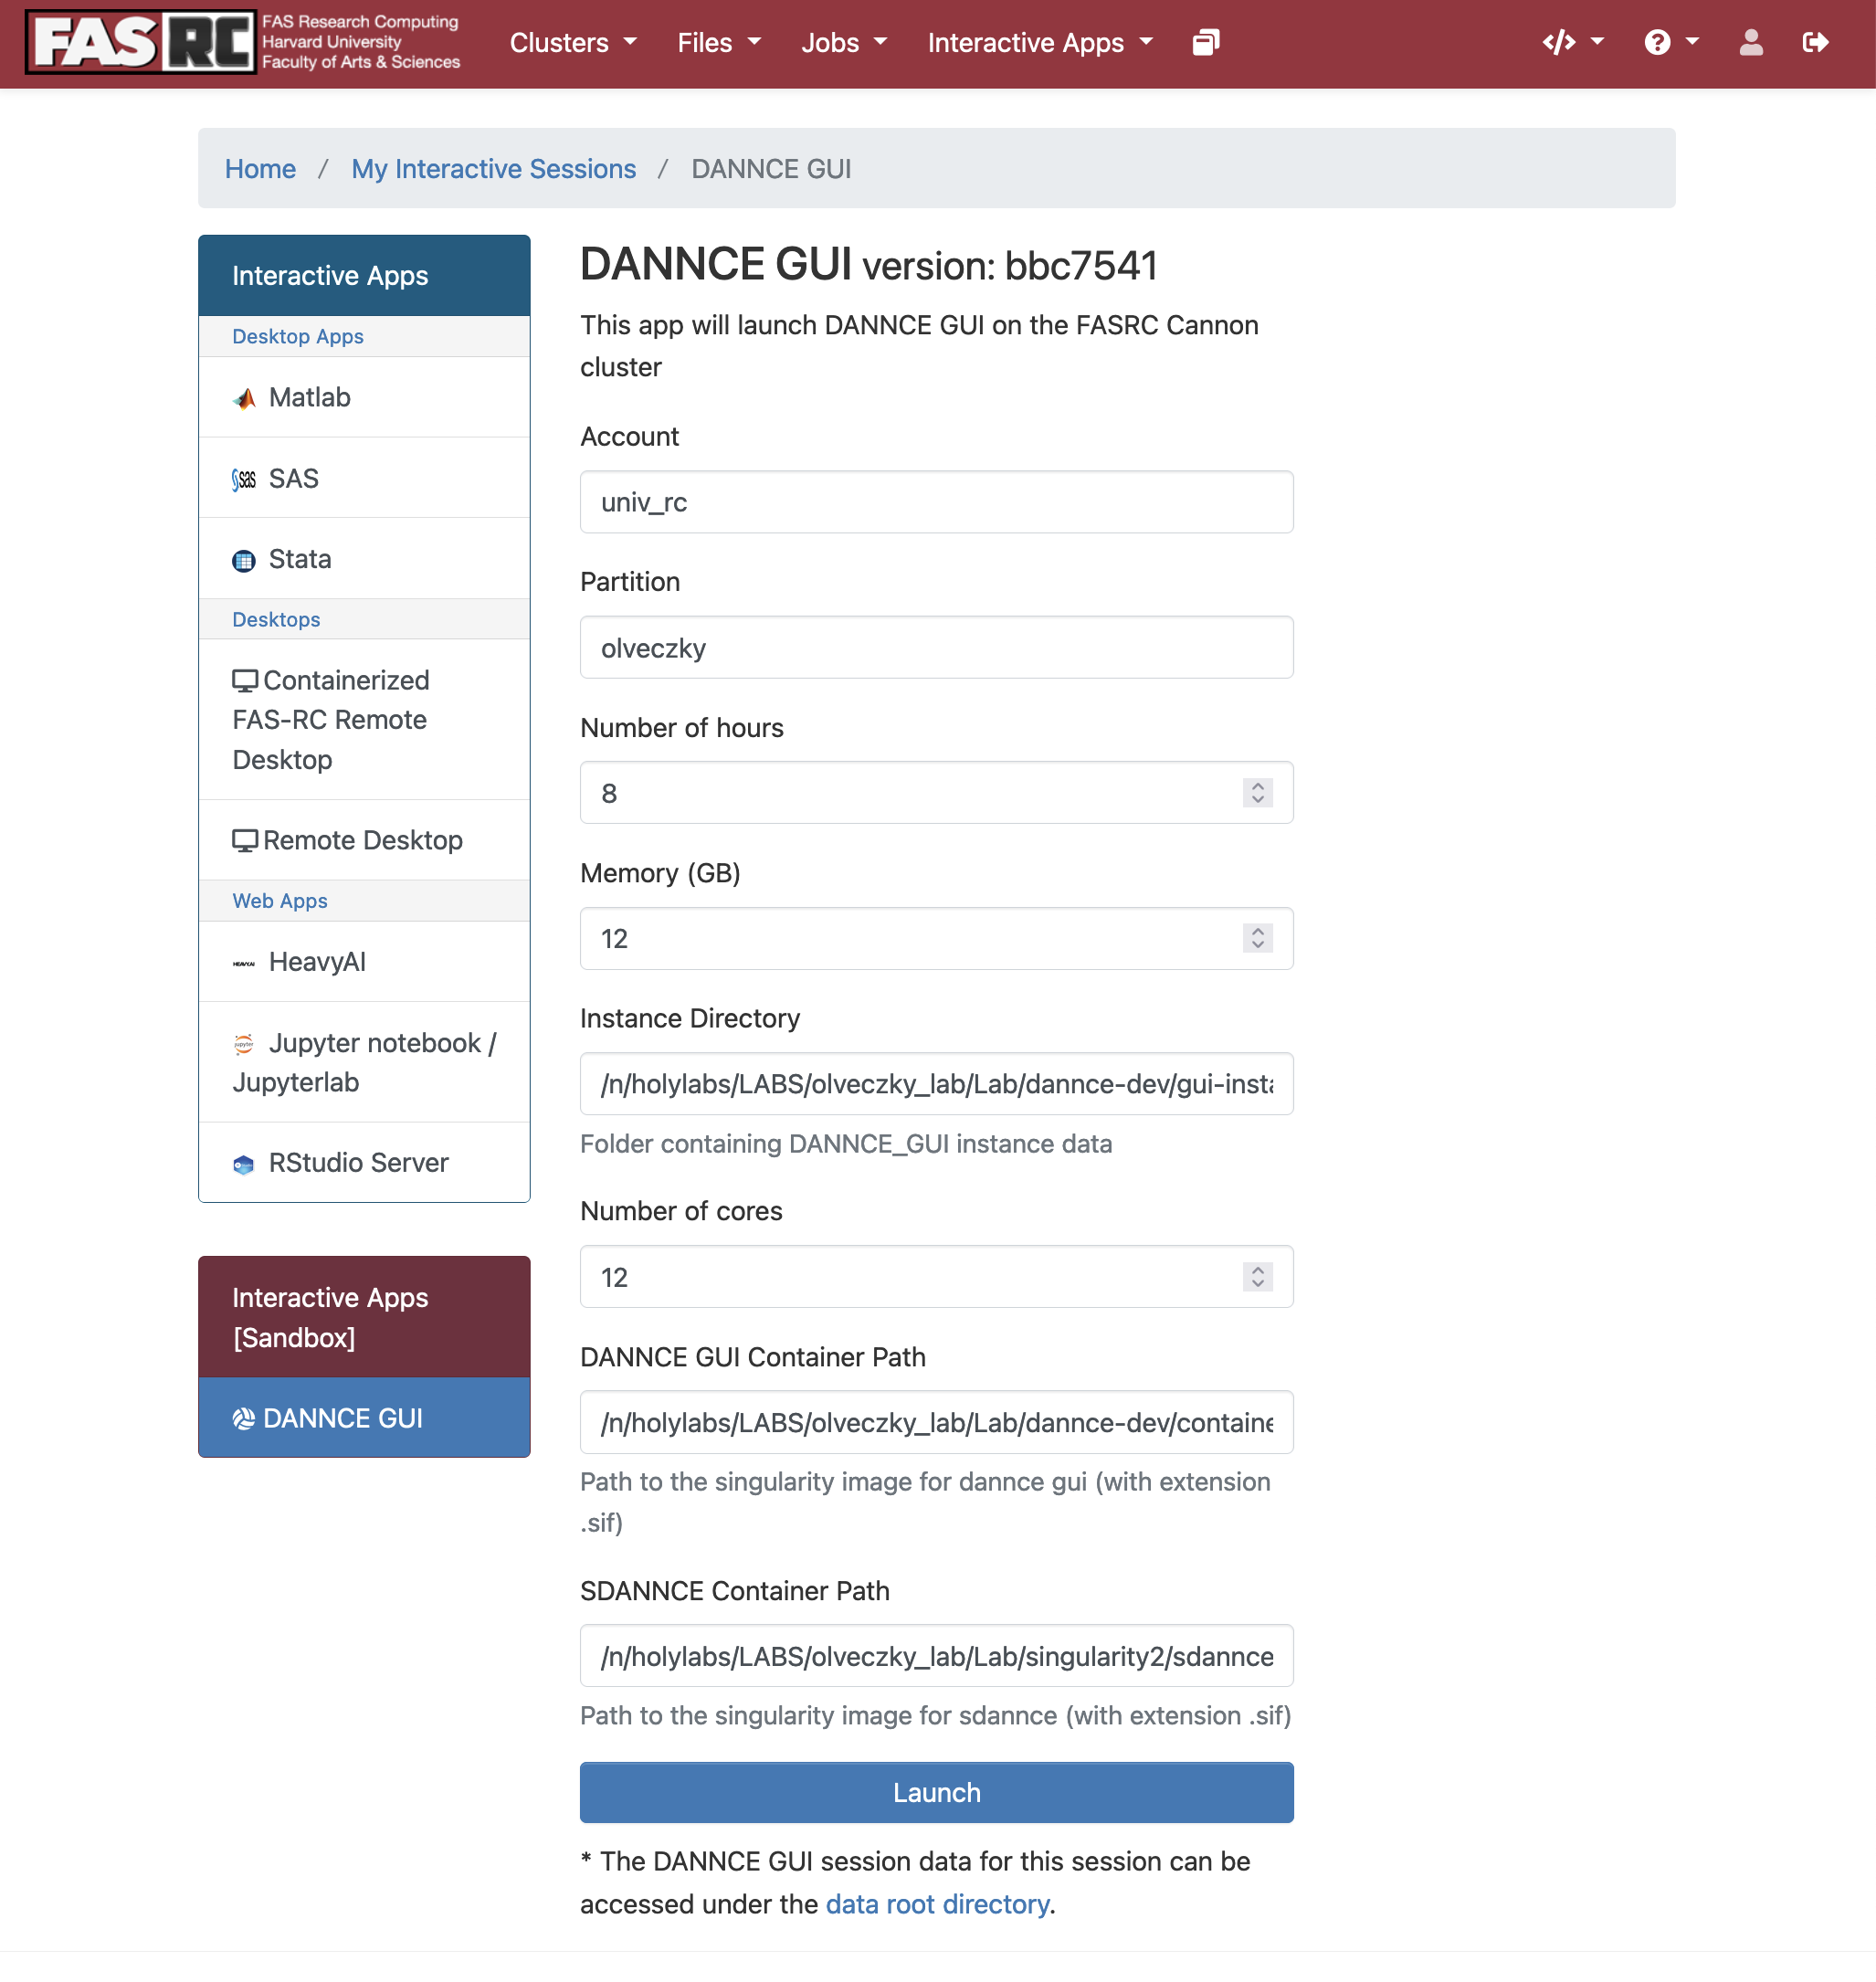 FASRC
FAS Research Computing
Harvard University
Faculty of Arts & Sciences
Clusters
Files
Jobs
Interactive Apps
Home / My Interactive Sessions / DANNCE GUI
Interactive Apps
Desktop Apps
Matlab
SAS
Stata
Desktops
Containerized
FAS-RC Remote
Desktop
Remote Desktop
Web Apps
HeavyAI
Jupyter notebook /
Jupyterlab
RStudio Server
Interactive Apps
[Sandbox]
DANNCE GUI
DANNCE GUI version: bbc7541
This app will launch DANNCE GUI on the FASRC Cannon
cluster
Account
univ_rc
Partition
olveczky
Number of hours
8
Memory (GB)
12
Instance Directory
/n/holylabs/LABS/olveczky_lab/Lab/dannce-dev/gui-insta
Folder containing DANNCE_GUI instance data
Number of cores
12
DANNCE GUI Container Path
/n/holylabs/LABS/olveczky_lab/Lab/dannce-dev/containe
Path to the singularity image for dannce gui (with extension
.sif)
SDANNCE Container Path
/n/holylabs/LABS/olveczky_lab/Lab/singularity2/sdannce
Path to the singularity image for sdannce (with extension .sif)
Launch
* The DANNCE GUI session data for this session can be
accessed under the data root directory.